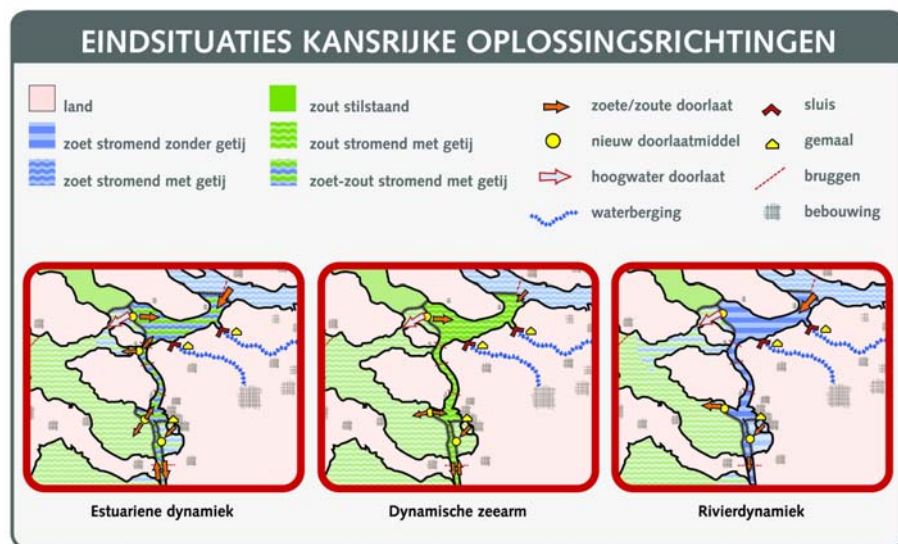 EINDSITUATIES KANSRIJKE OPLOSSINGSRICHTINGEN
land
zoet stromend zonder getij
zoet stromend met getij
zout stilstaand
zout stromend met getij
zoet-zout stromend met getij
zoete/zoute doorlaat
nieuw doorlaatmiddel
hoogwater doorlaat
waterberging
sluis
gemaal
bruggen
bebouwing
Estuariene dynamiek
Dynamische zeearm
Rivierdynamiek